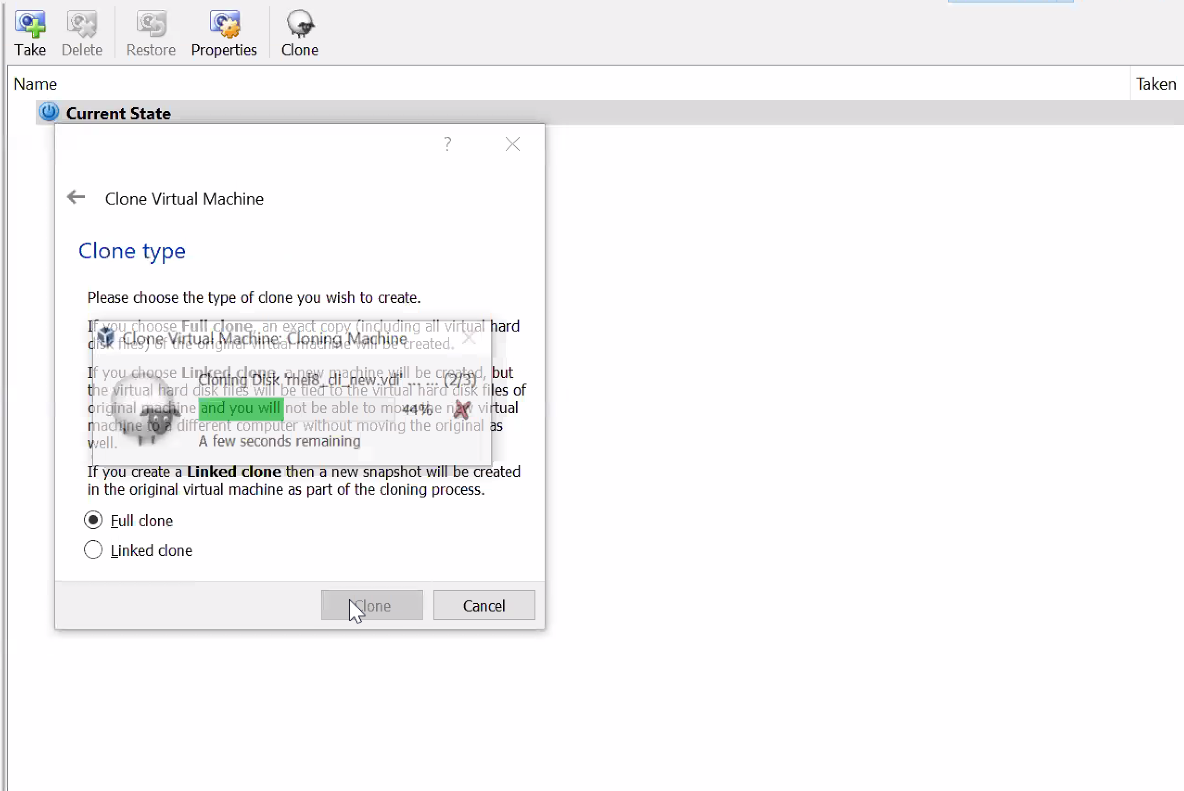 Take Delete Restore Properties Clone
Name Taken
Current State
?
Clone Virtual Machine
Clone type
Please choose the type of clone you wish to create.
If you choose Full clone, an exact copy (including all virtual hard
disk files) of the original virtual machine will be created.
Clone Virtual Machine: Cloning Machine
If you choose Linked clone, a new machine will be created, but
the virtual hard disk files will be tied to the virtual hard disk files of
original machine and you will not be able to move the new virtual
machine to a different computer without moving the original as
well.
Cloning Disk 'rhel8_cli_new.vdi' ... ... (2/3)
44%
A few seconds remaining
If you create a Linked clone then a new snapshot will be created
in the original virtual machine as part of the cloning process.
Full clone
Linked clone
Clone Cancel